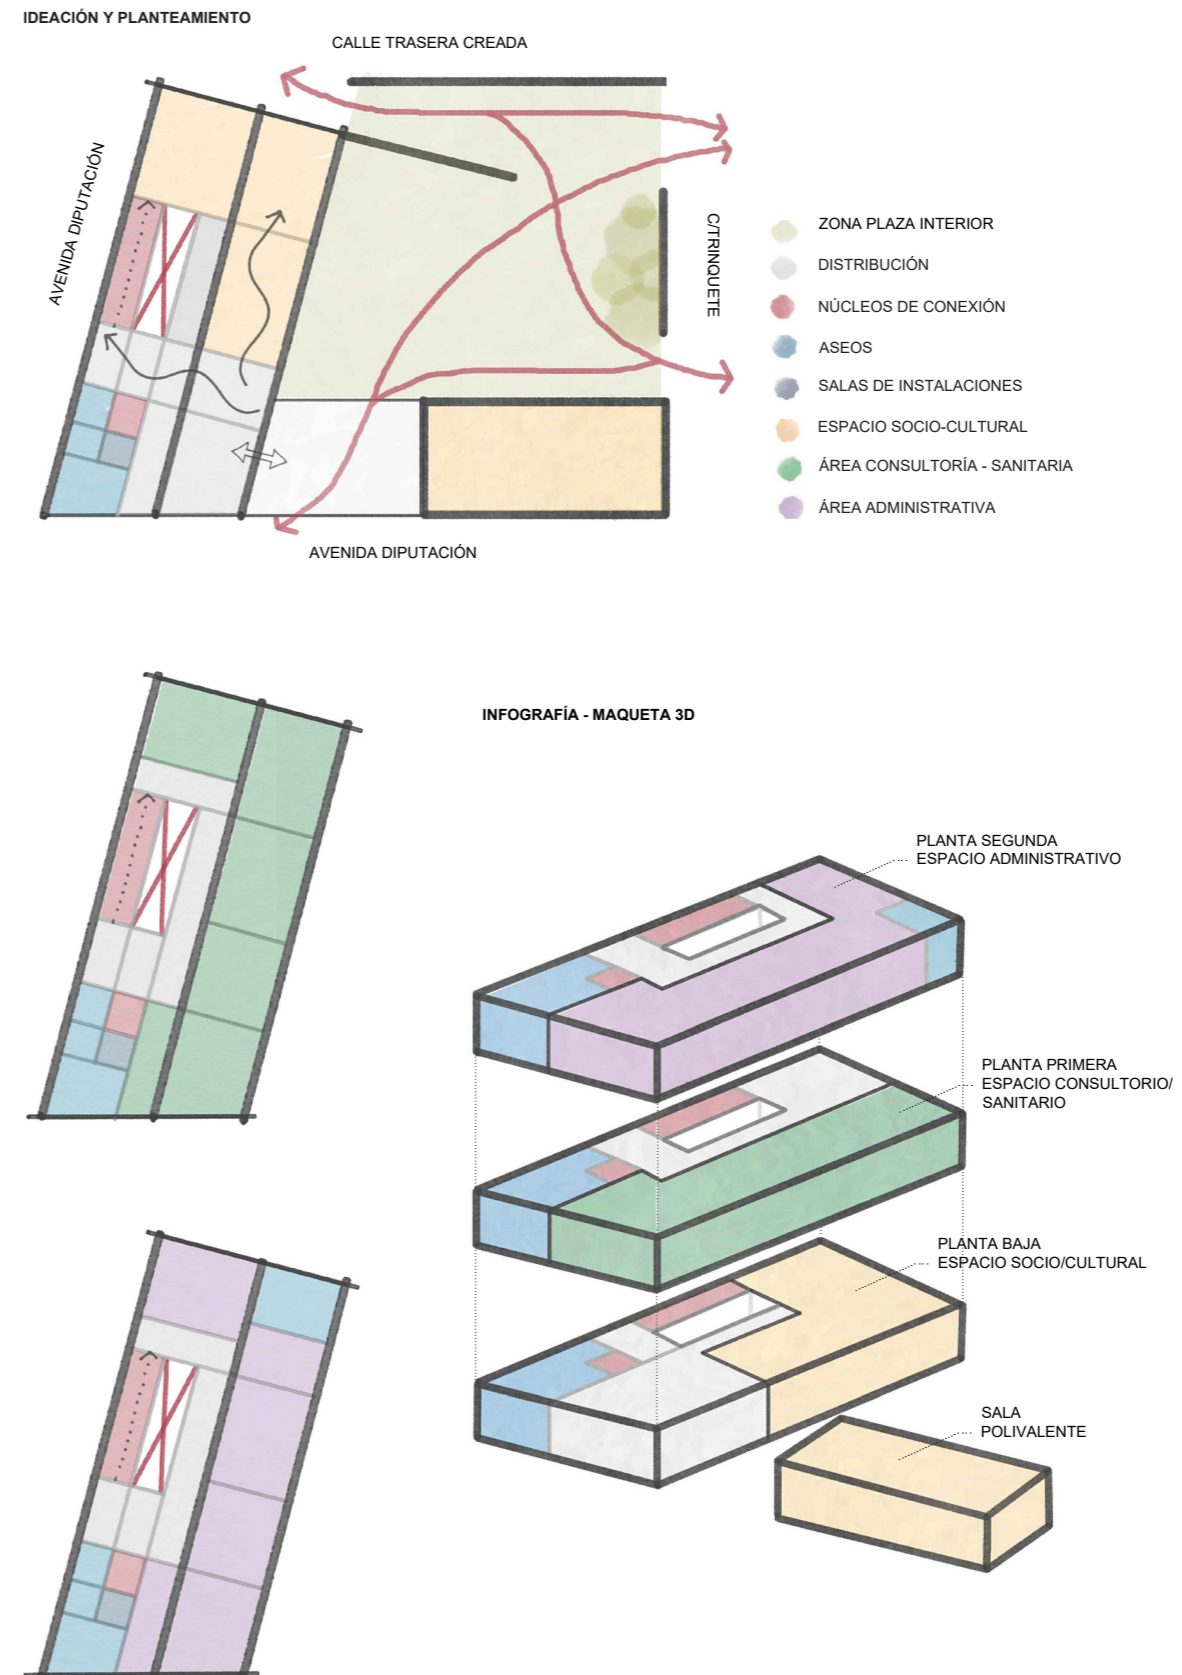 IDEACIÓN Y PLANTEAMIENTO
CALLE TRASERA CREADA
AVENIDA DIPUTACIÓN
C/TRINQUETE
ZONA PLAZA INTERIOR
DISTRIBUCIÓN
NÚCLEOS DE CONEXIÓN
ASEOS
SALAS DE INSTALACIONES
ESPACIO SOCIO-CULTURAL
ÁREA CONSULTORÍA - SANITARIA
ÁREA ADMINISTRATIVA
AVENIDA DIPUTACIÓN
INFOGRAFÍA - MAQUETA 3D
PLANTA SEGUNDA
ESPACIO ADMINISTRATIVO
PLANTA PRIMERA
ESPACIO CONSULTORIO/
SANITARIO
PLANTA BAJA
ESPACIO SOCIO/CULTURAL
SALA
POLIVALENTE